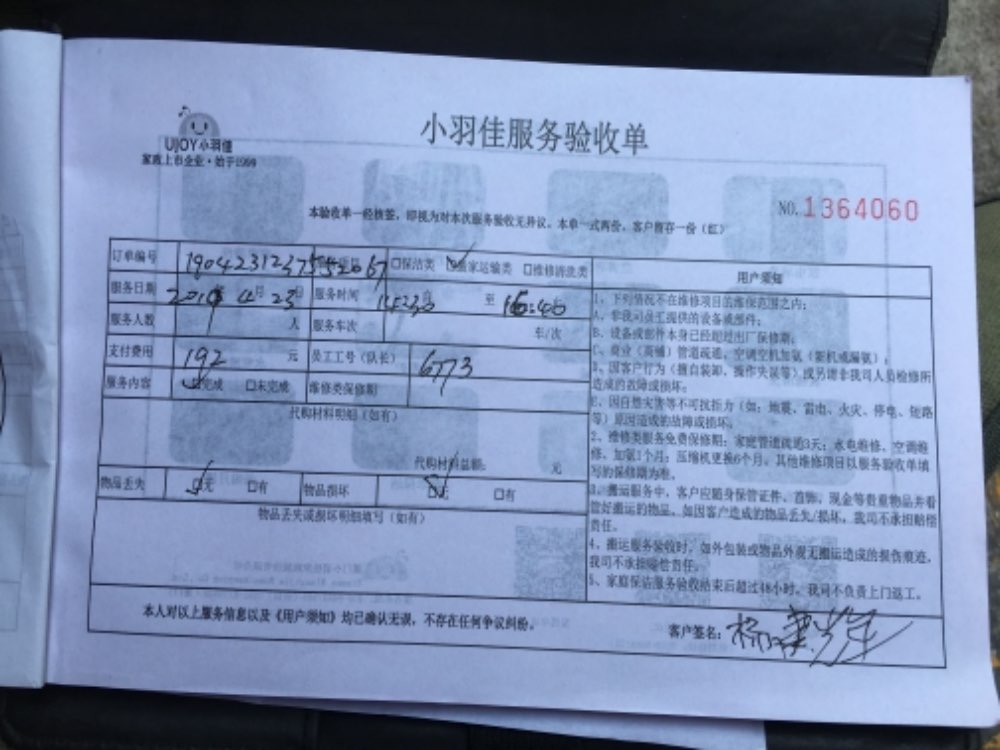 UJOY小羽佳
家政上市企业·始于1999
小羽佳服务验收单
NO.1364060
本验收单一经核签，即视为对本次服务验收无异议。本单一式两份，客户留存一份（红）
订单编号 190423123755552067 □保洁类 ☑搬家运输类 □维修清洗类
服务日期 2019年4月23日 服务时间 至 16:40
服务人数 人 服务车次 车/次
支付费用 192 元 员工工号（队长） 6773
服务内容 ☑完成 □未完成 维修类保修期
代购材料明细（如有）
代购材料总额： 元
物品丢失 ☑无 □有 物品损坏 ☑无 □有
物品丢失或损坏明细填写（如有）
用户须知
1、下列情况不在维修项目的维保范围之内：
A、非我司员工提供的设备或部件；
B、设备或部件本身已经超过出厂保修期；
C、商业（商铺）管道疏通，空调空机加氨（新机或漏氨）；
D、因客户行为（擅自装卸、操作失误等）或另请非我司人员检修所
造成的故障或损坏。
E、因自然灾害等不可抗拒力（如：地震、雷电、火灾、停电、短路
等）原因造成的故障或损坏。
2、维修类服务免费保修期：家庭管道疏通3天；水电维修、空调维
修、加氨1个月；压缩机更换6个月。其他维修项目以服务验收单填
写的保修期为准。
3、搬运服务中，客户应随身保管证件、首饰、现金等贵重物品并看
管好搬运的物品，如因客户造成的物品丢失/损坏，我司不承担赔偿
责任。
4、搬运服务验收时，如外包装或物品外观无搬运造成的损伤痕迹，
我司不承担赔偿责任。
5、家庭保洁服务验收结束后超过48小时，我司不负责上门返工。
本人对以上服务信息以及《用户须知》均已确认无误，不存在任何争议纠纷。
客户签名：